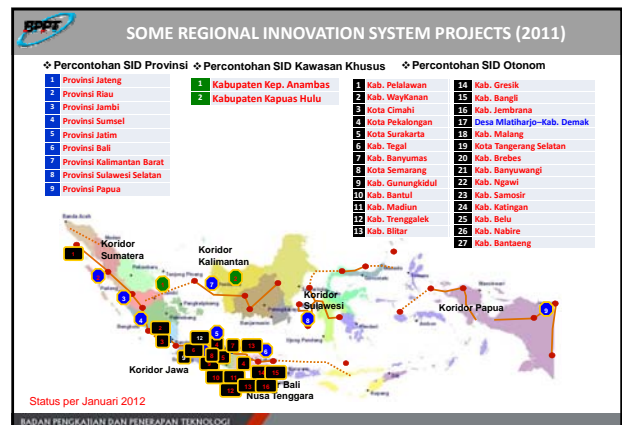 BPPT
SOME REGIONAL INNOVATION SYSTEM PROJECTS (2011)
❖ Percontohan SID Provinsi
1 Provinsi Jateng
2 Provinsi Riau
3 Provinsi Jambi
4 Provinsi Sumsel
5 Provinsi Jatim
6 Provinsi Bali
7 Provinsi Kalimantan Barat
8 Provinsi Sulawesi Selatan
9 Provinsi Papua
❖ Percontohan SID Kawasan Khusus
1 Kabupaten Kep. Anambas
2 Kabupaten Kapuas Hulu
❖ Percontohan SID Otonom
1 Kab. Pelalawan
2 Kab. WayKanan
3 Kota Cimahi
4 Kota Pekalongan
5 Kota Surakarta
6 Kab. Tegal
7 Kab. Banyumas
8 Kota Semarang
9 Kab. Gunungkidul
10 Kab. Bantul
11 Kab. Madiun
12 Kab. Trenggalek
13 Kab. Blitar
14 Kab. Gresik
15 Kab. Bangli
16 Kab. Jembrana
17 Desa Mlatiharjo–Kab. Demak
18 Kab. Malang
19 Kota Tangerang Selatan
20 Kab. Brebes
21 Kab. Banyuwangi
22 Kab. Ngawi
23 Kab. Samosir
24 Kab. Katingan
25 Kab. Belu
26 Kab. Nabire
27 Kab. Bantaeng
Banda Aceh
Koridor
Sumatera
Koridor
Kalimantan
Koridor
Sulawesi
Koridor Papua
Koridor Jawa
Bali
Nusa Tenggara
Status per Januari 2012
BADAN PENGKAJIAN DAN PENERAPAN TEKNOLOGI